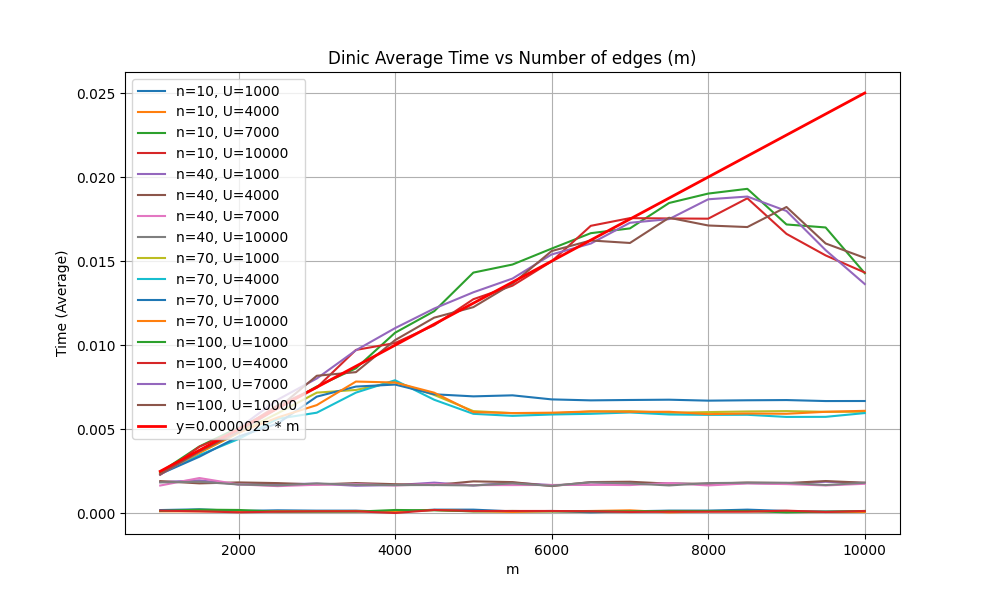 Dinic Average Time vs Number of edges (m)
Time (Average)
0.025
0.020
0.015
0.010
0.005
0.000
n=10, U=1000
n=10, U=4000
n=10, U=7000
n=10, U=10000
n=40, U=1000
n=40, U=4000
n=40, U=7000
n=40, U=10000
n=70, U=1000
n=70, U=4000
n=70, U=7000
n=70, U=10000
n=100, U=1000
n=100, U=4000
n=100, U=7000
n=100, U=10000
y=0.0000025 * m
2000 4000 6000 8000 10000
m